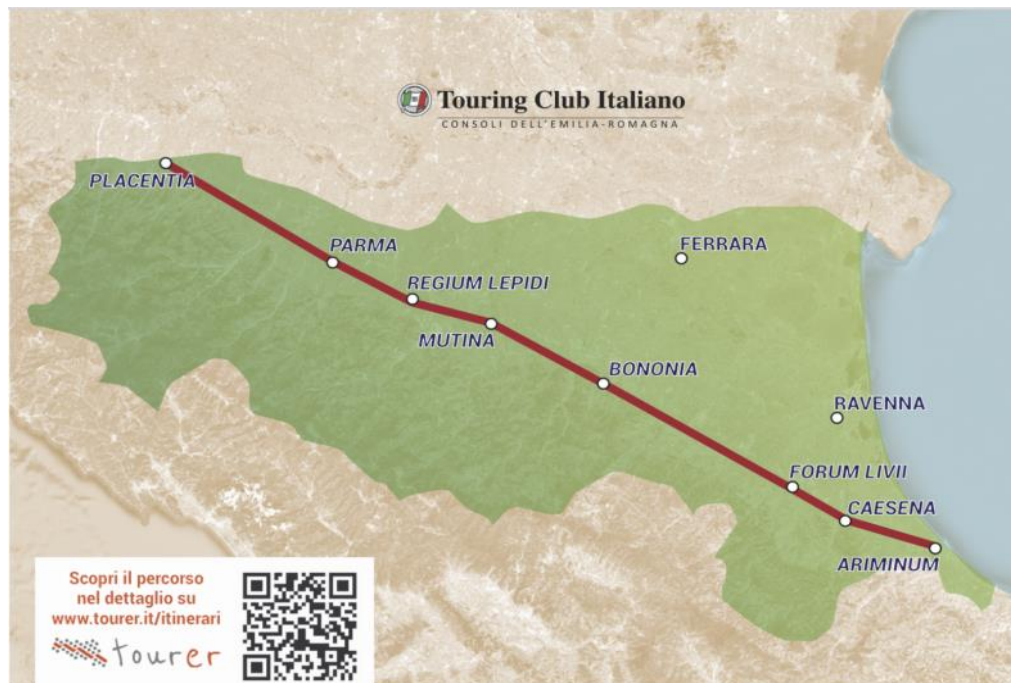 Touring Club Italiano
CONSOLI DELL'EMILIA-ROMAGNA
PLACENTIA
PARMA
FERRARA
REGIUM LEPIDI
MUTINA
BONONIA
RAVENNA
FORUM LIVII
CAESENA
ARIMINUM
Scopri il percorso
nel dettaglio su
www.tourer.it/itinerari
tourer